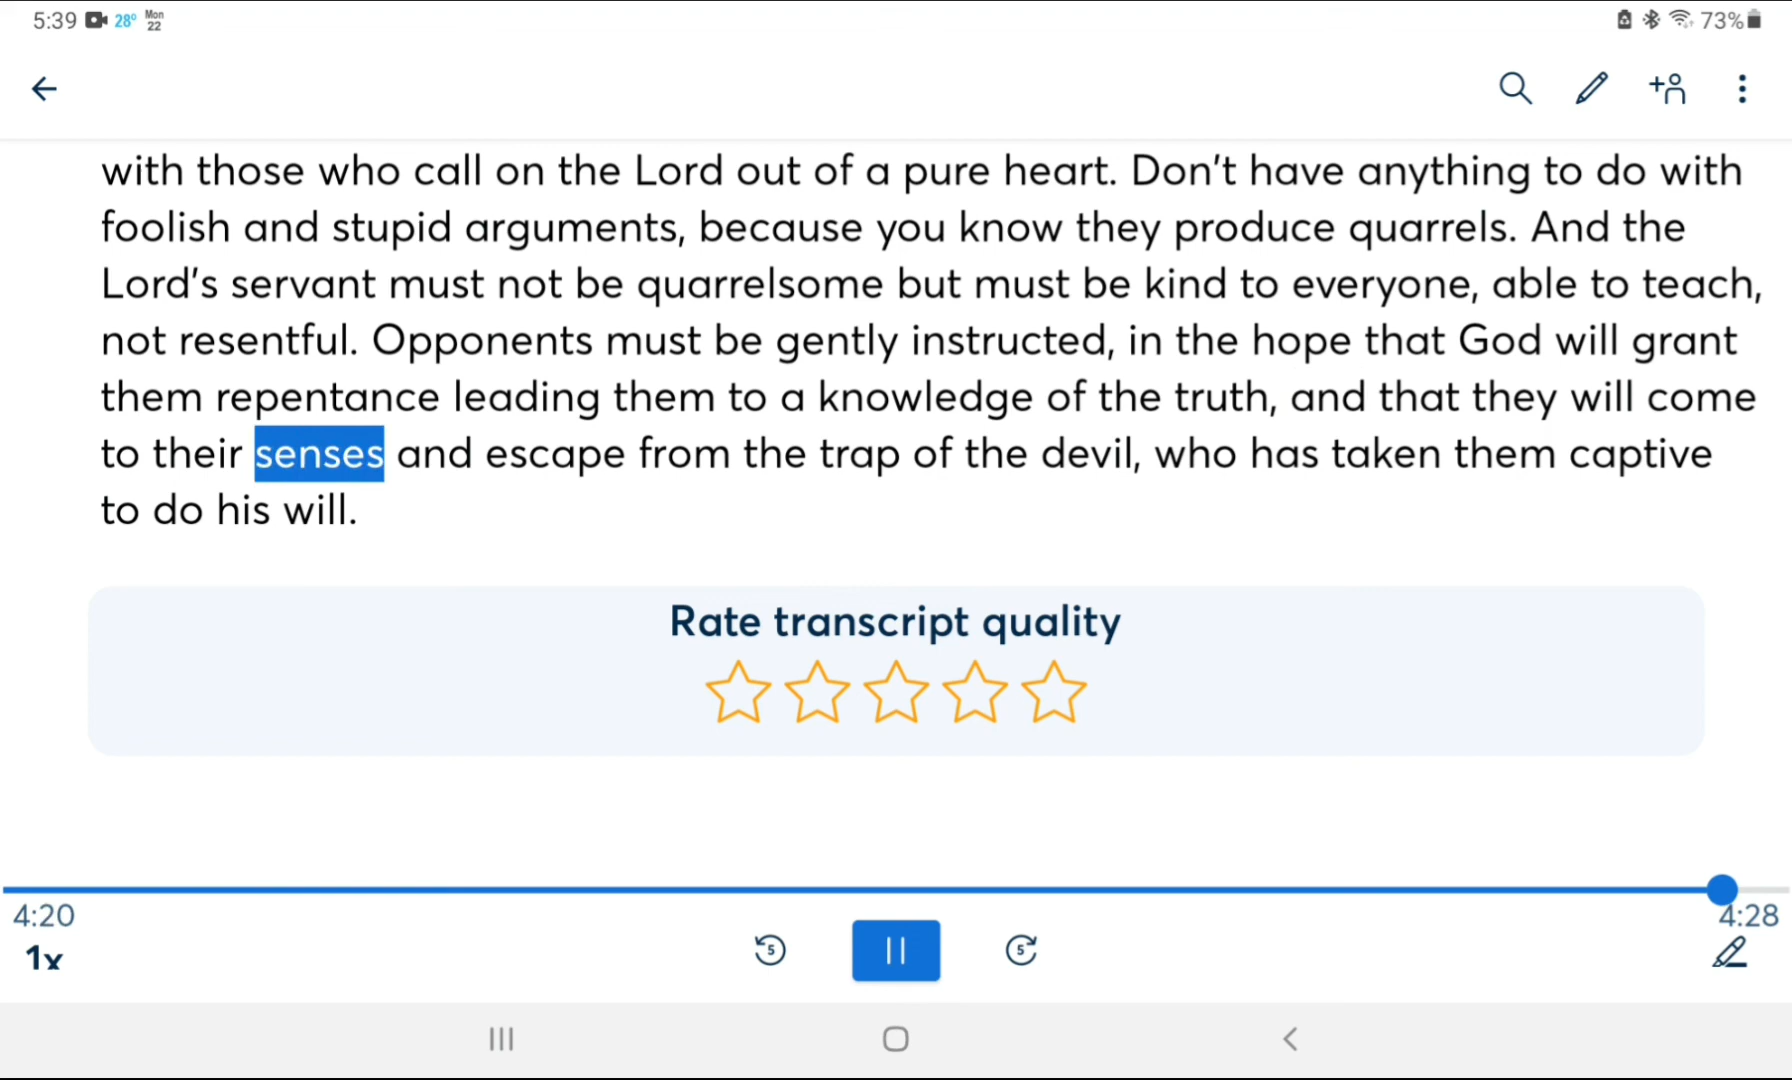 5:39 28° Mon 22 73%
with those who call on the Lord out of a pure heart. Don't have anything to do with
foolish and stupid arguments, because you know they produce quarrels. And the
Lord's servant must not be quarrelsome but must be kind to everyone, able to teach,
not resentful. Opponents must be gently instructed, in the hope that God will grant
them repentance leading them to a knowledge of the truth, and that they will come
to their senses and escape from the trap of the devil, who has taken them captive
to do his will.
Rate transcript quality
4:20 4:28
1x 5 5